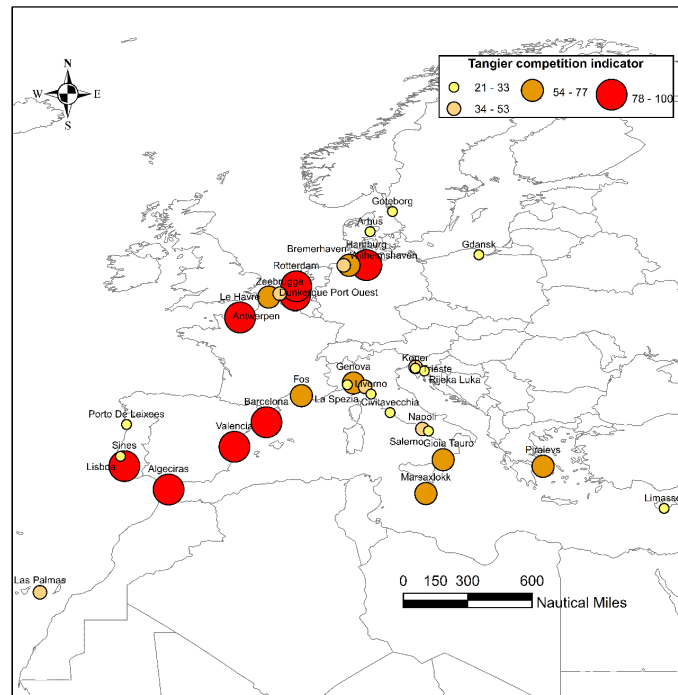 Tangier competition indicator
21 - 33
54 - 77
78 - 100
34 - 53
N
W E
S
Goteborg
Arhus
Gdansk
Bremerhaven
Hamburg
Wilhelmshaven
Rotterdam
Zeebrugge
Dunkerque Port Ouest
Le Havre
Antwerpen
Genova
Koper
Trieste
Rijeka Luka
Fos
Livorno
La Spezia
Civitavecchia
Barcelona
Porto De Leixoes
Valencia
Napoli
Salerno
Sines
Gioia Tauro
Piraievs
Lisboa
Algeciras
Marsaxlokk
Limasso
Las Palmas
0 150 300 600
Nautical Miles